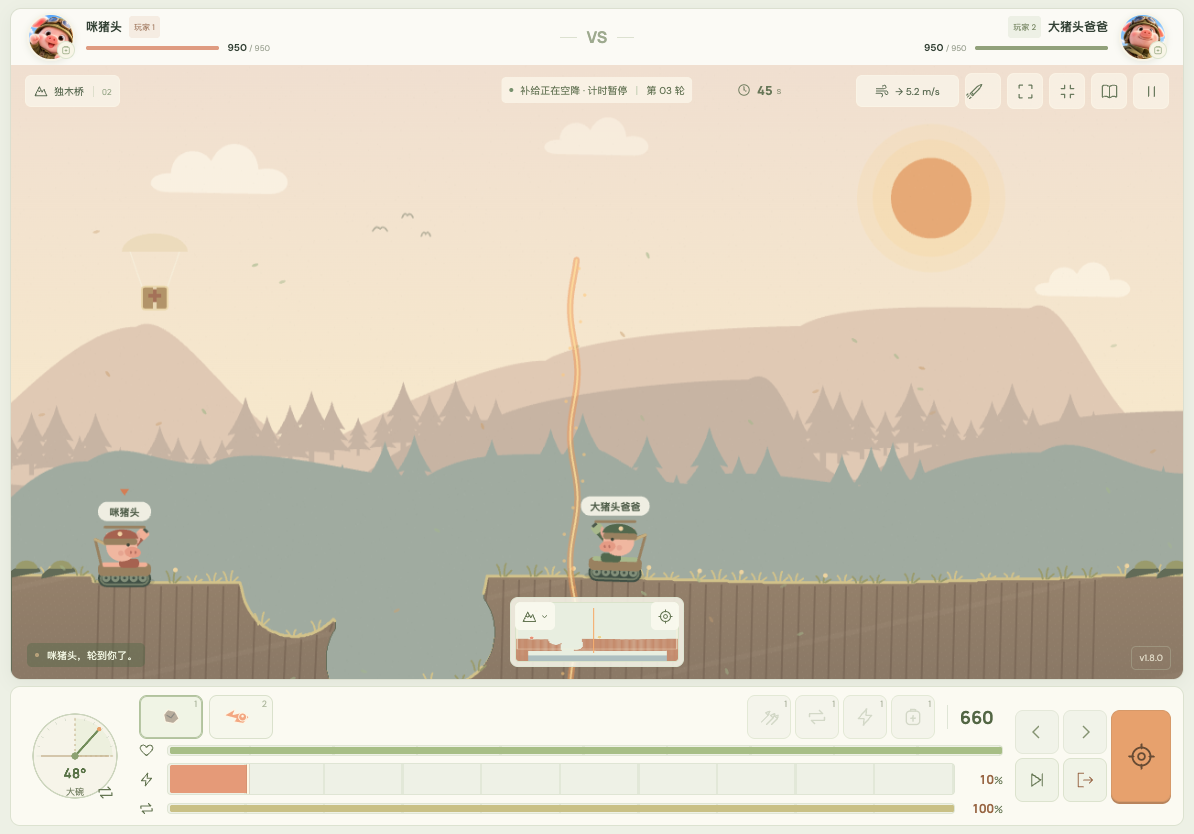 咪猪头 玩家 1
950 / 950
VS
玩家 2 大猪头爸爸
950 / 950
独木桥 02
补给正在空降 · 计时暂停 第 03 轮
45 s
→ 5.2 m/s
咪猪头
大猪头爸爸
咪猪头，轮到你了。
v1.8.0
48°
大碗
1
2
1
1
1
1
660
10%
100%